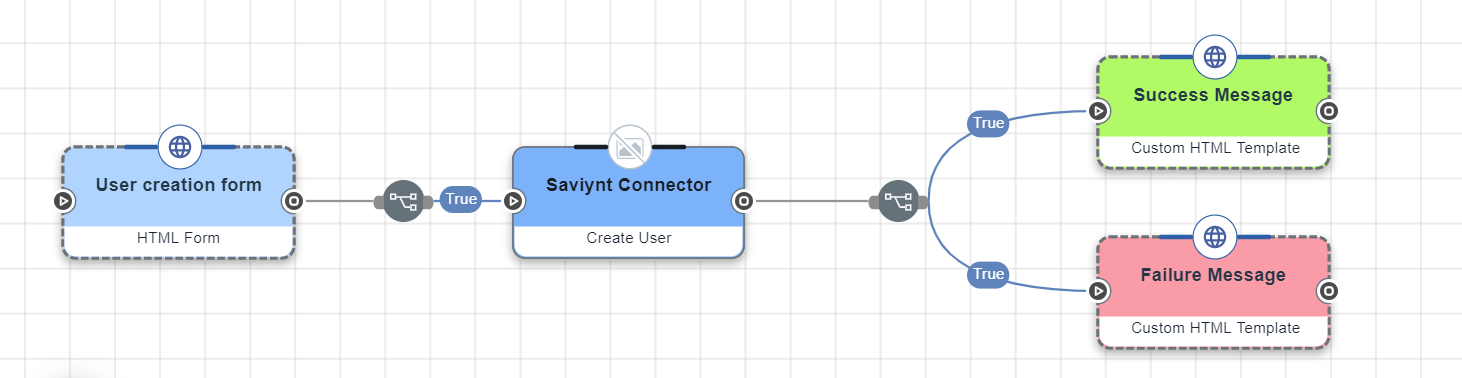 User creation form
HTML Form
True
Saviynt Connector
Create User
True
Success Message
Custom HTML Template
True
Failure Message
Custom HTML Template